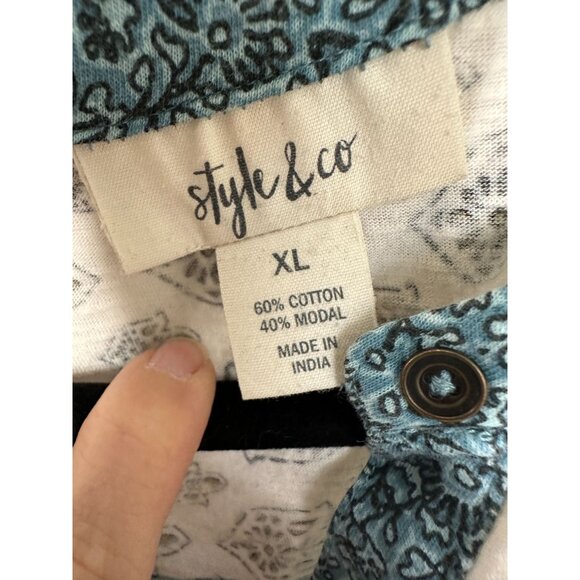 style & co
XL
60% COTTON
40% MODAL
MADE IN
INDIA